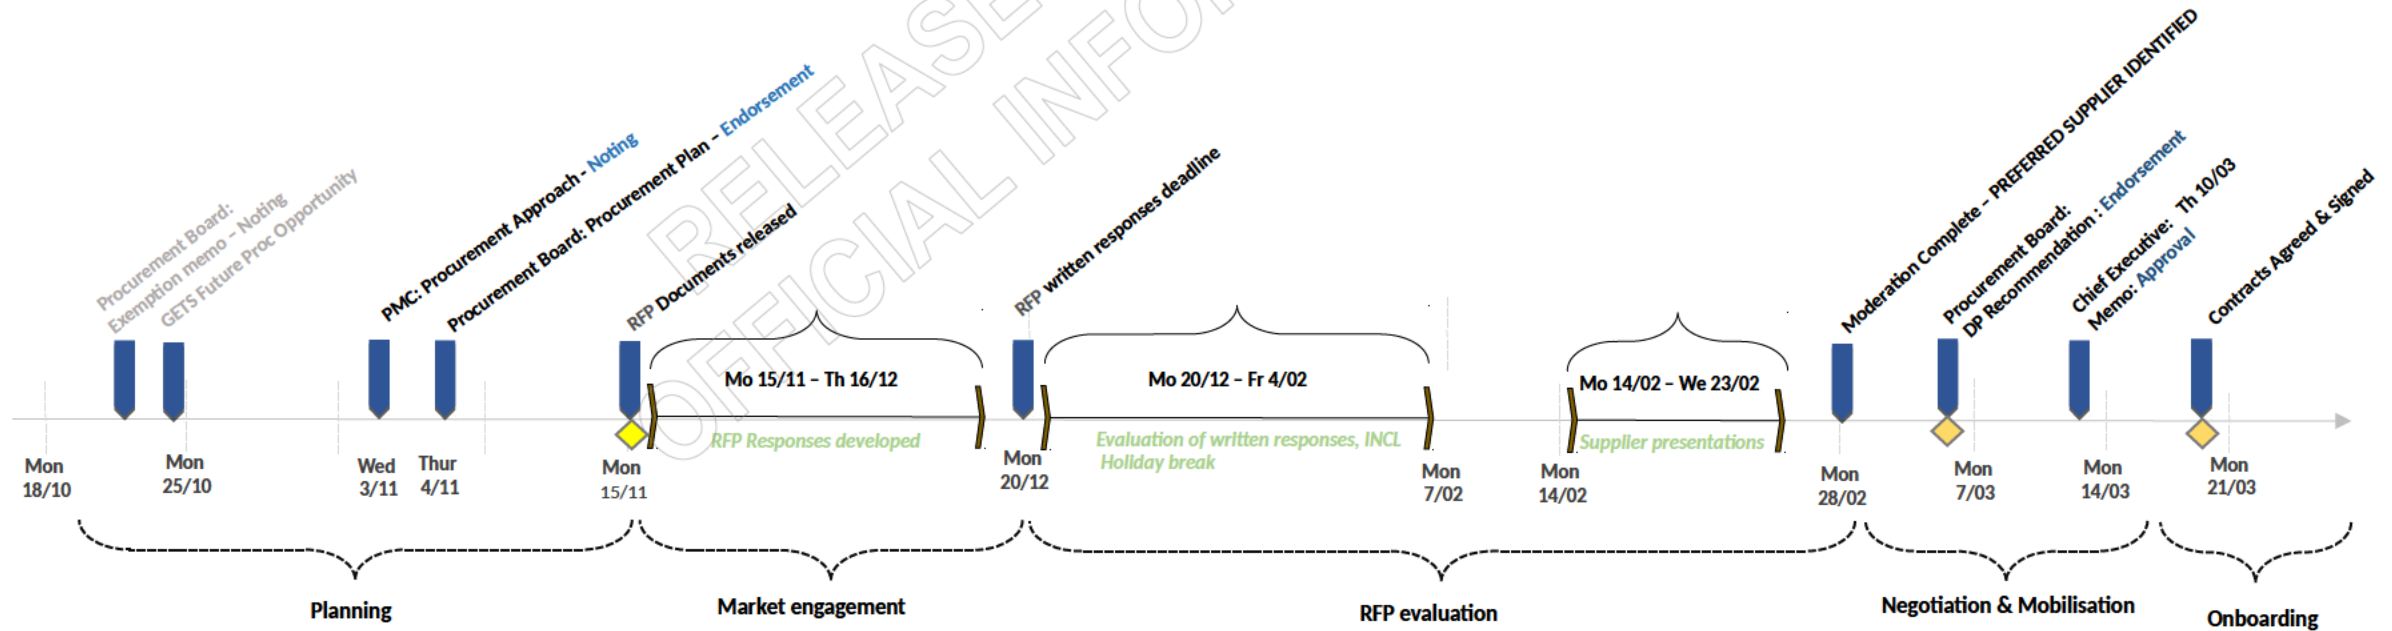 RELEASE
OFFICIAL INFO
Procurement Board:
Exemption memo – Noting
GETS Future Proc Opportunity
PMC: Procurement Approach - Noting
Procurement Board: Procurement Plan – Endorsement
RFP Documents released
RFP written responses deadline
Moderation Complete – PREFERRED SUPPLIER IDENTIFIED
Procurement Board:
DP Recommendation : Endorsement
Chief Executive: Th 10/03
Memo: Approval
Contracts Agreed & Signed
Mo 15/11 – Th 16/12
Mo 20/12 – Fr 4/02
Mo 14/02 – We 23/02
RFP Responses developed
Evaluation of written responses, INCL
Holiday break
Supplier presentations
Mon
18/10
Mon
25/10
Wed
3/11
Thur
4/11
Mon
15/11
Mon
20/12
Mon
7/02
Mon
14/02
Mon
28/02
Mon
7/03
Mon
14/03
Mon
21/03
Planning
Market engagement
RFP evaluation
Negotiation & Mobilisation
Onboarding